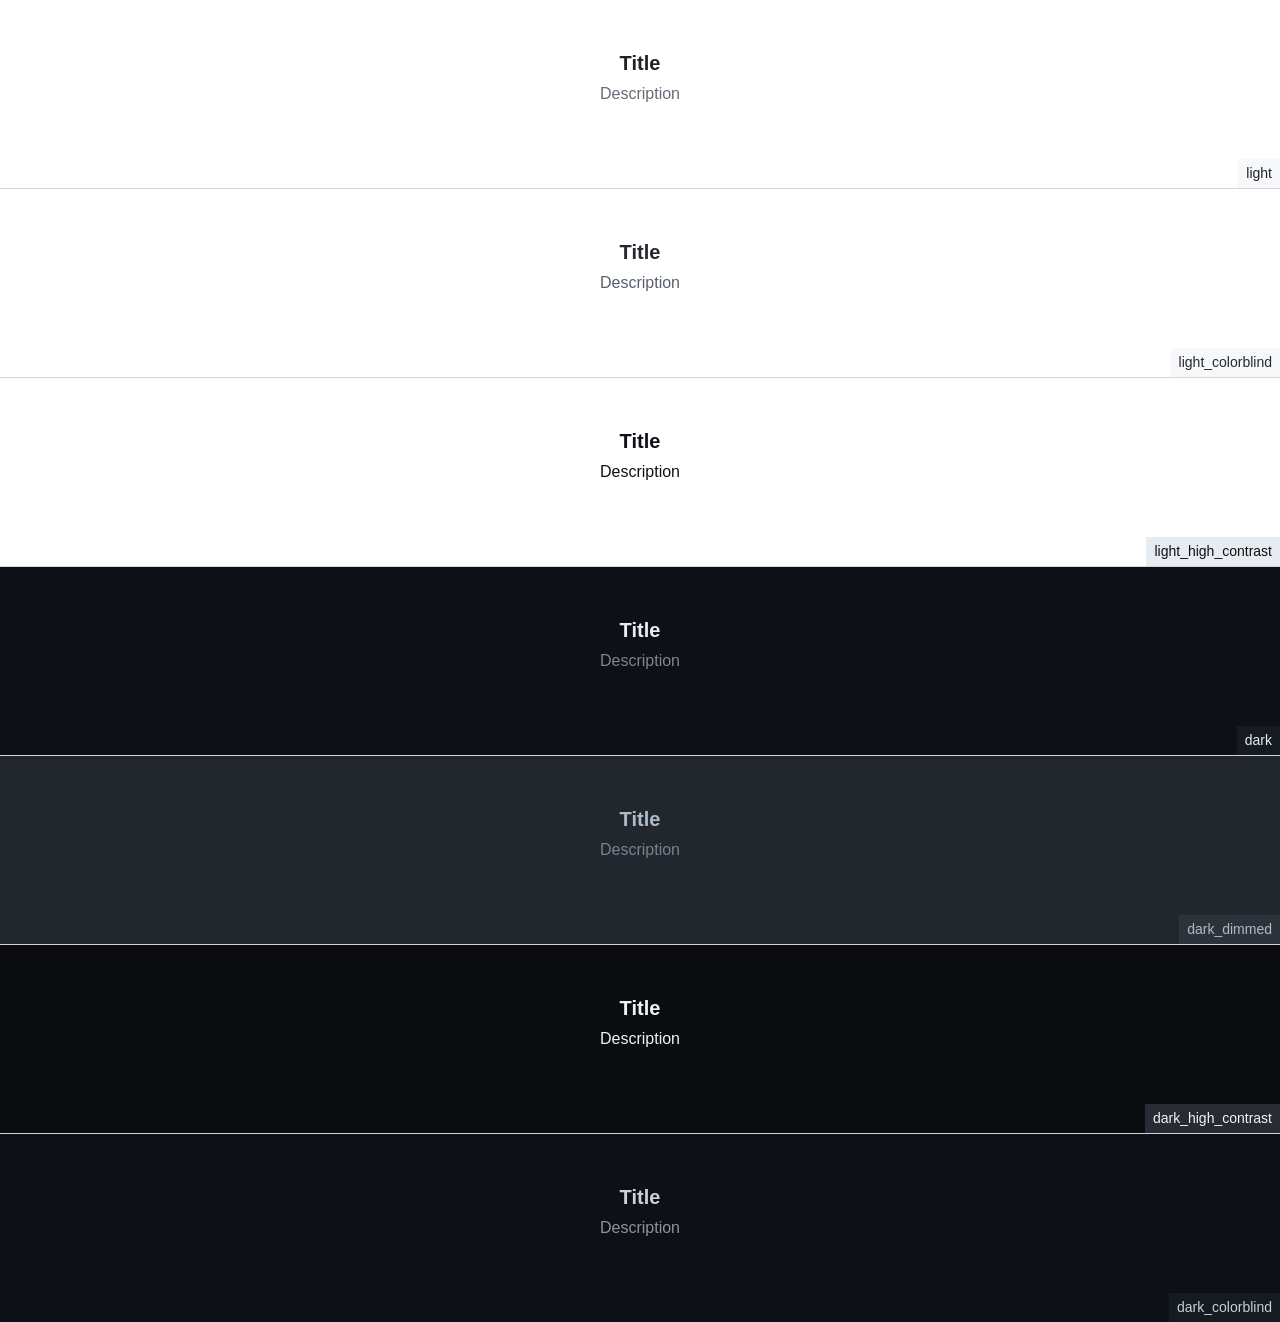 Title
Description
light
Title
Description
light_colorblind
Title
Description
light_high_contrast
Title
Description
dark
Title
Description
dark_dimmed
Title
Description
dark_high_contrast
Title
Description
dark_colorblind